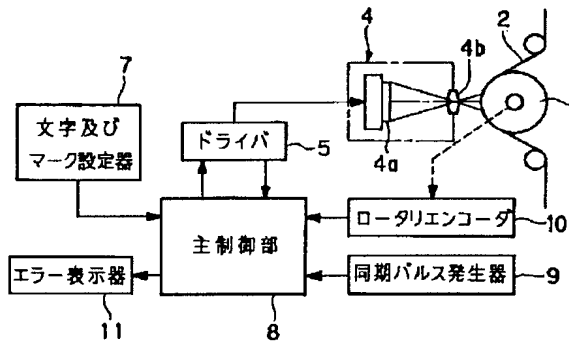 4
4b
2
7
文字及び
マーク設定器
ドライバ
5
4a
主制御部
ロータリエンコーダ
10
エラー表示器
同期パルス発生器
9
11
8